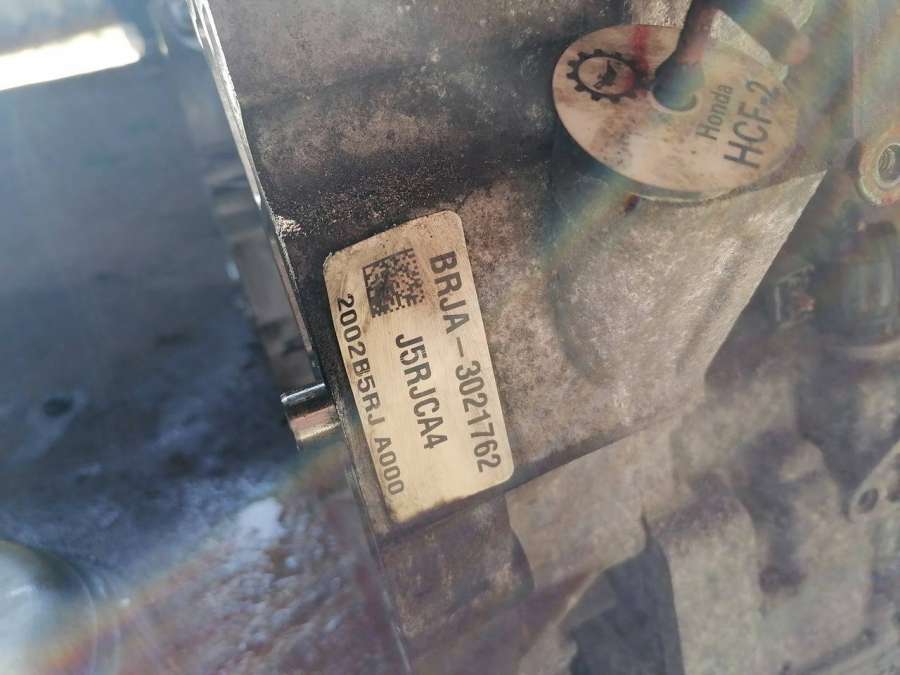 BRJA-3021762
J5RJCA4
2002B5RJ A000
Honda
HCF-2